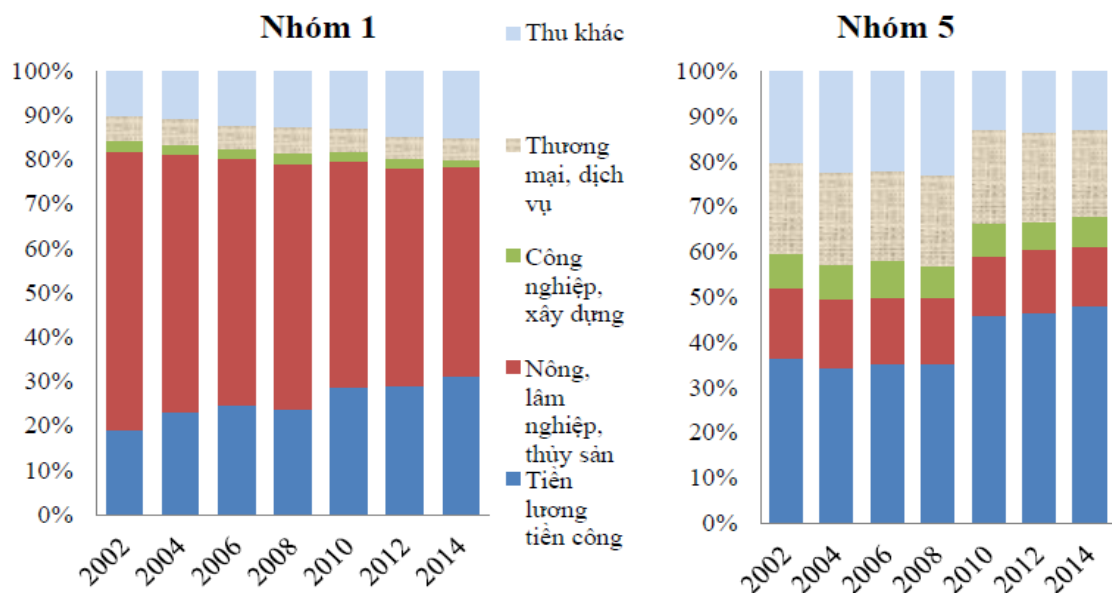 Nhóm 1
100%
90%
80%
70%
60%
50%
40%
30%
20%
10%
0%
2002
2004
2006
2008
2010
2012
2014
Thu khác
Thương
mại, dịch
vụ
Công
nghiệp,
xây dựng
Nông,
lâm
nghiệp,
thủy sản
Tiền
lương
tiền công
Nhóm 5
100%
90%
80%
70%
60%
50%
40%
30%
20%
10%
0%
2002
2004
2006
2008
2010
2012
2014